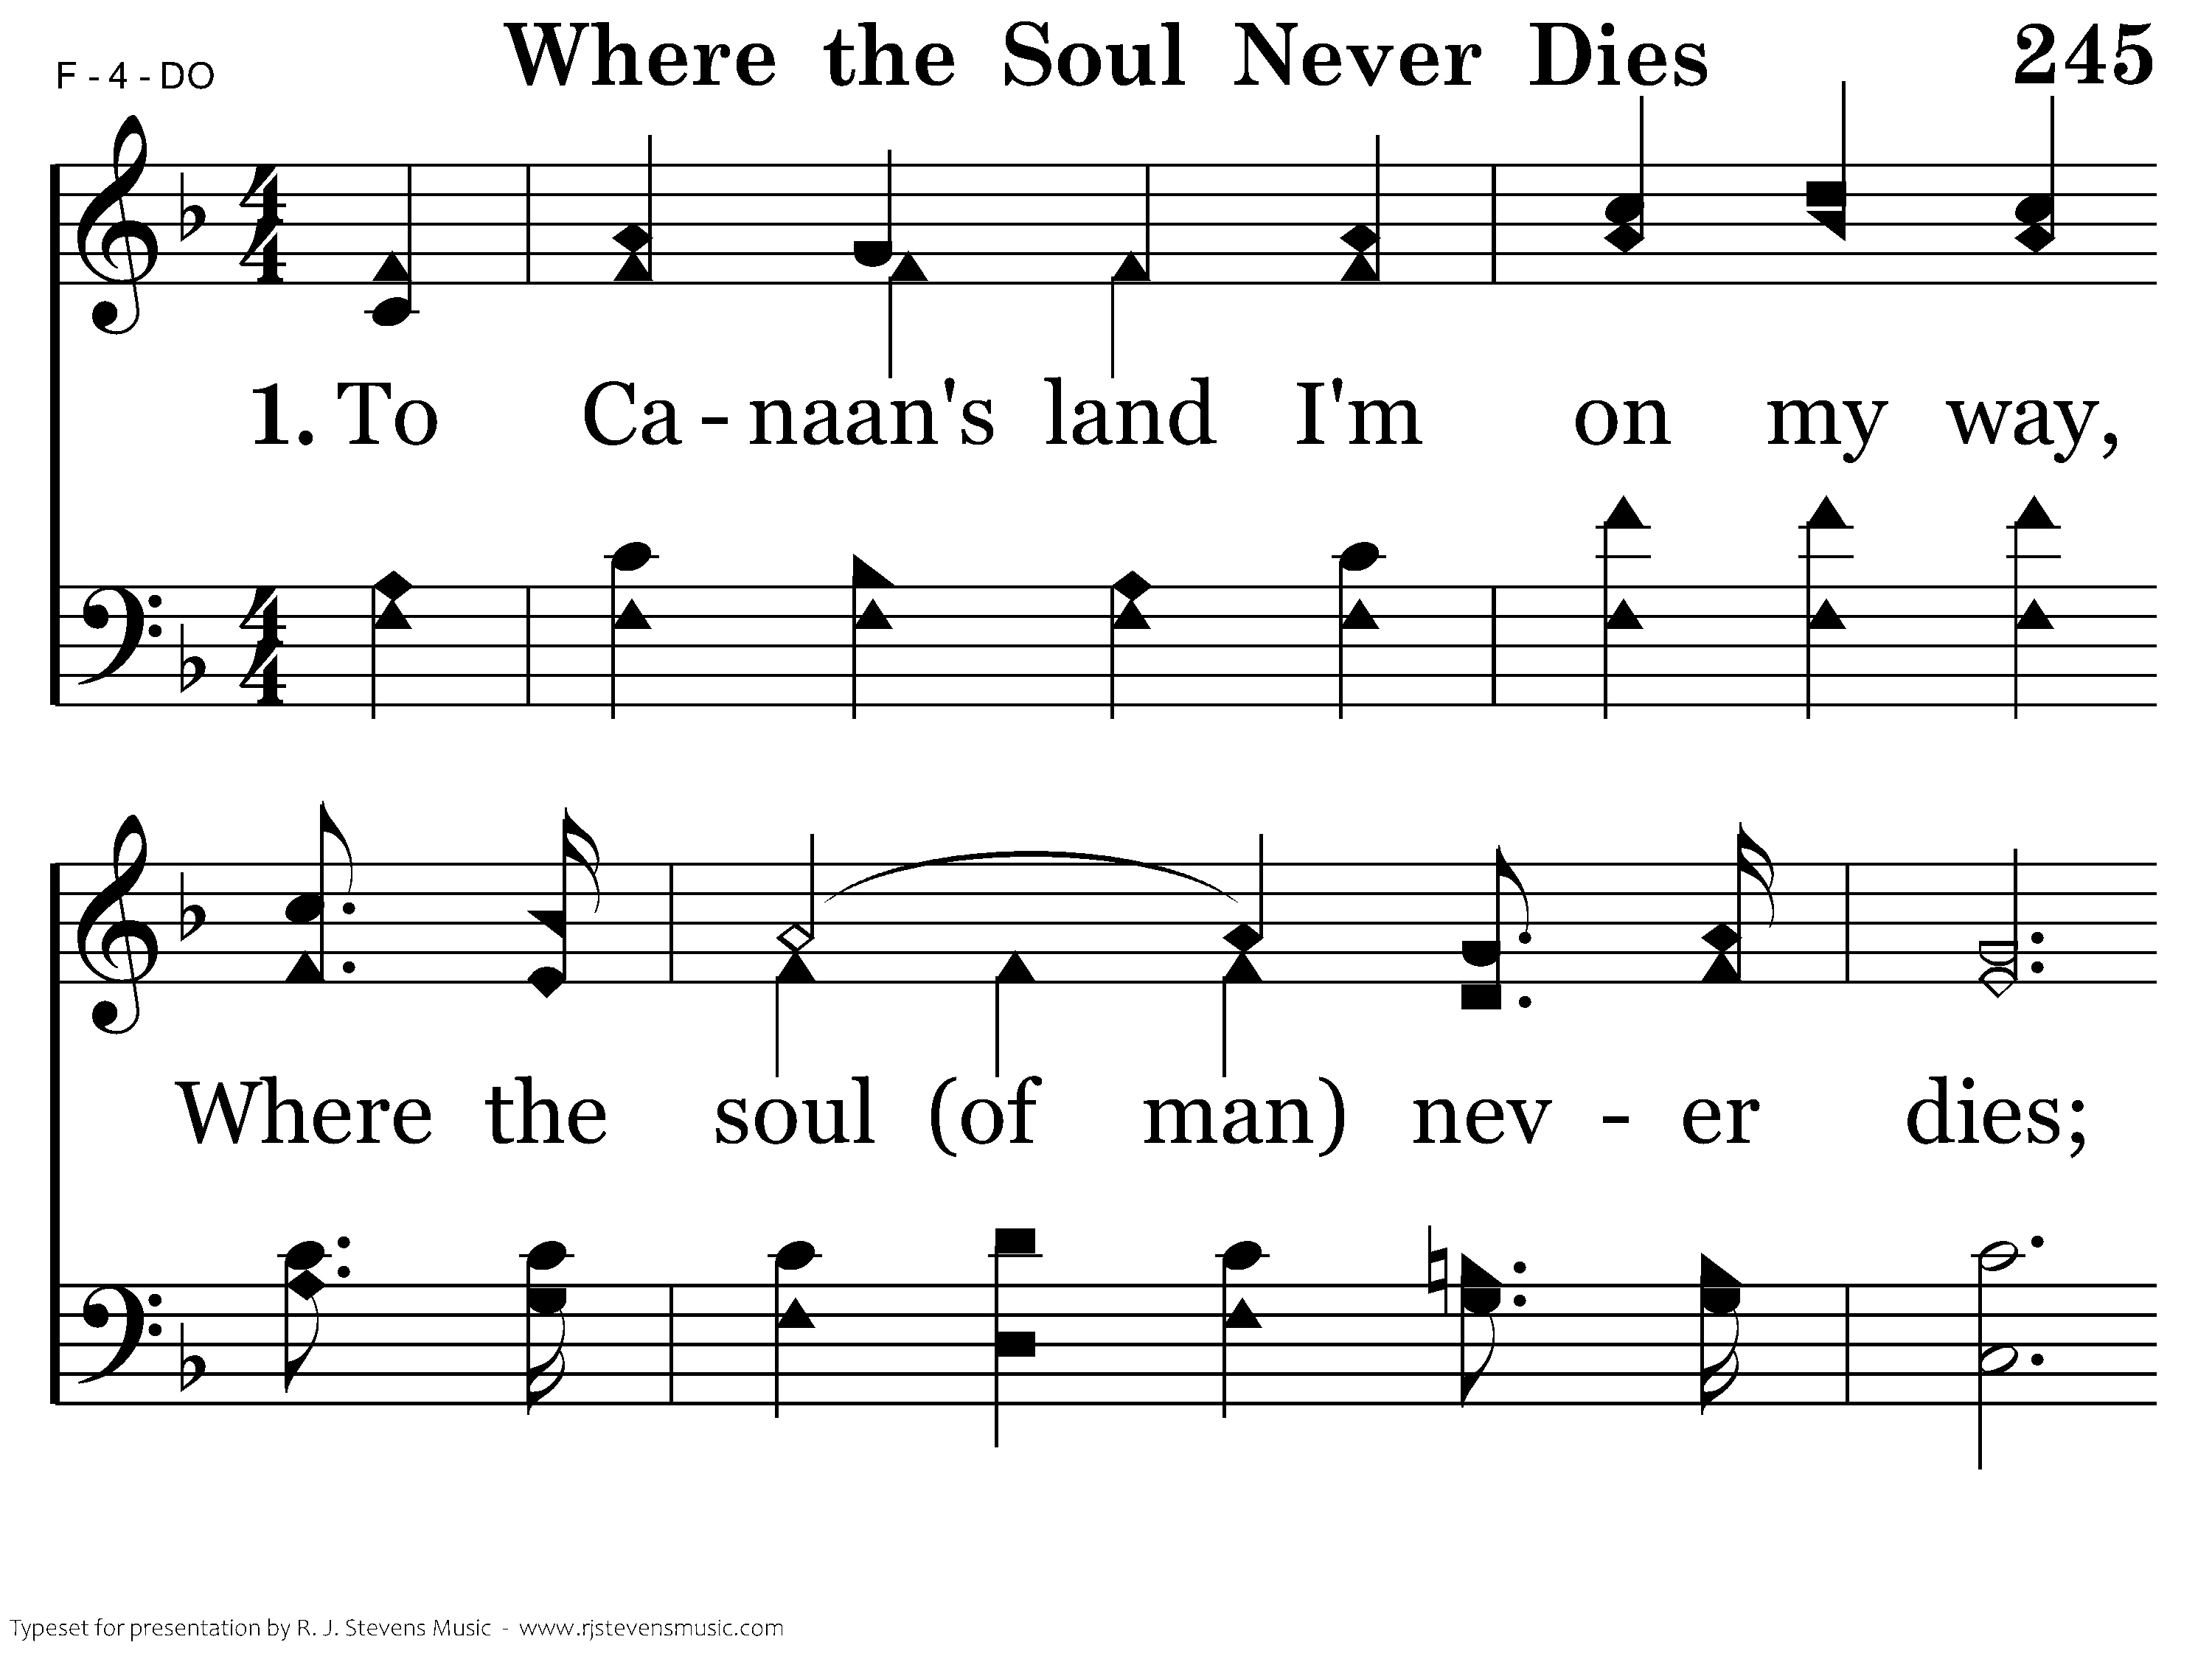 Where the Soul Never Dies 245
F - 4 - DO
1. To Ca - naan's land I'm on my way,
Where the soul (of man) nev - er dies;
Typeset for presentation by R. J. Stevens Music - www.rjstevensmusic.com